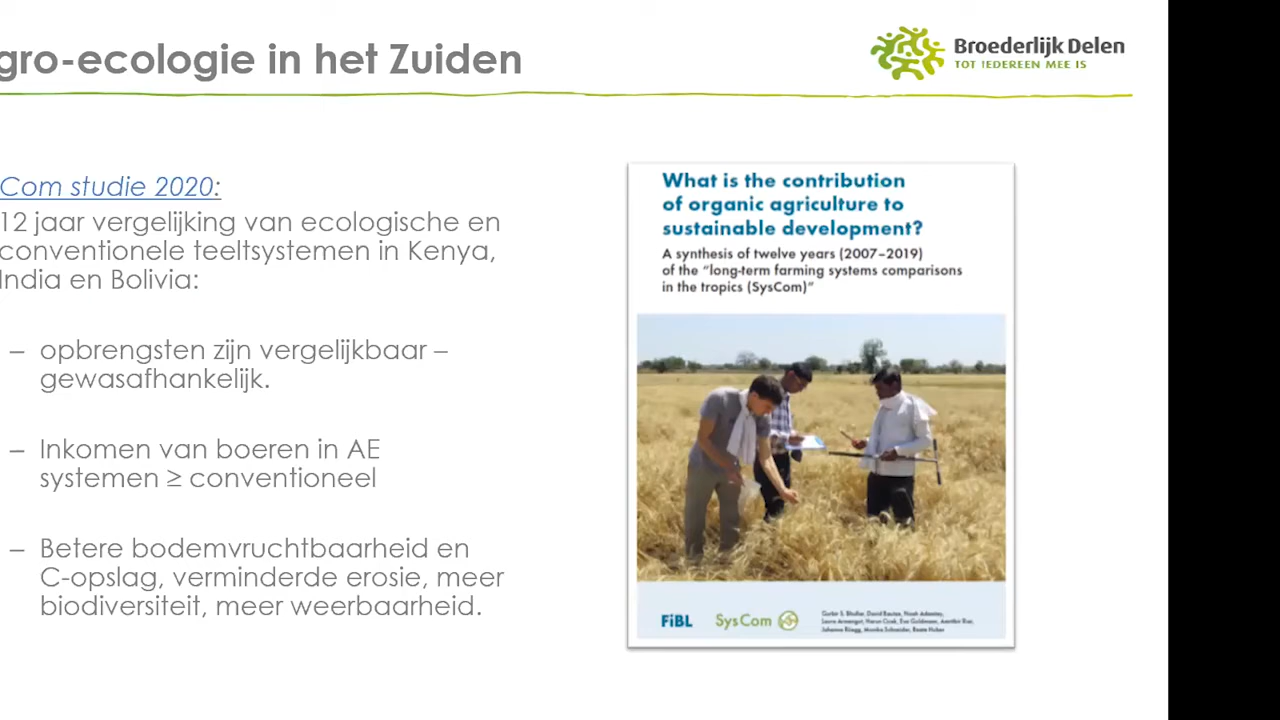 gro-ecologie in het Zuiden
Broederlijk Delen
TOT IEDEREEN MEE IS
Com studie 2020:
12 jaar vergelijking van ecologische en
conventionele teeltsystemen in Kenya,
India en Bolivia:
– opbrengsten zijn vergelijkbaar –
gewasafhankelijk.
– Inkomen van boeren in AE
systemen ≥ conventioneel
– Betere bodemvruchtbaarheid en
C-opslag, verminderde erosie, meer
biodiversiteit, meer weerbaarheid.
What is the contribution
of organic agriculture to
sustainable development?
A synthesis of twelve years (2007–2019)
of the “long-term farming systems comparisons
in the tropics (SysCom)”
FiBL
SysCom